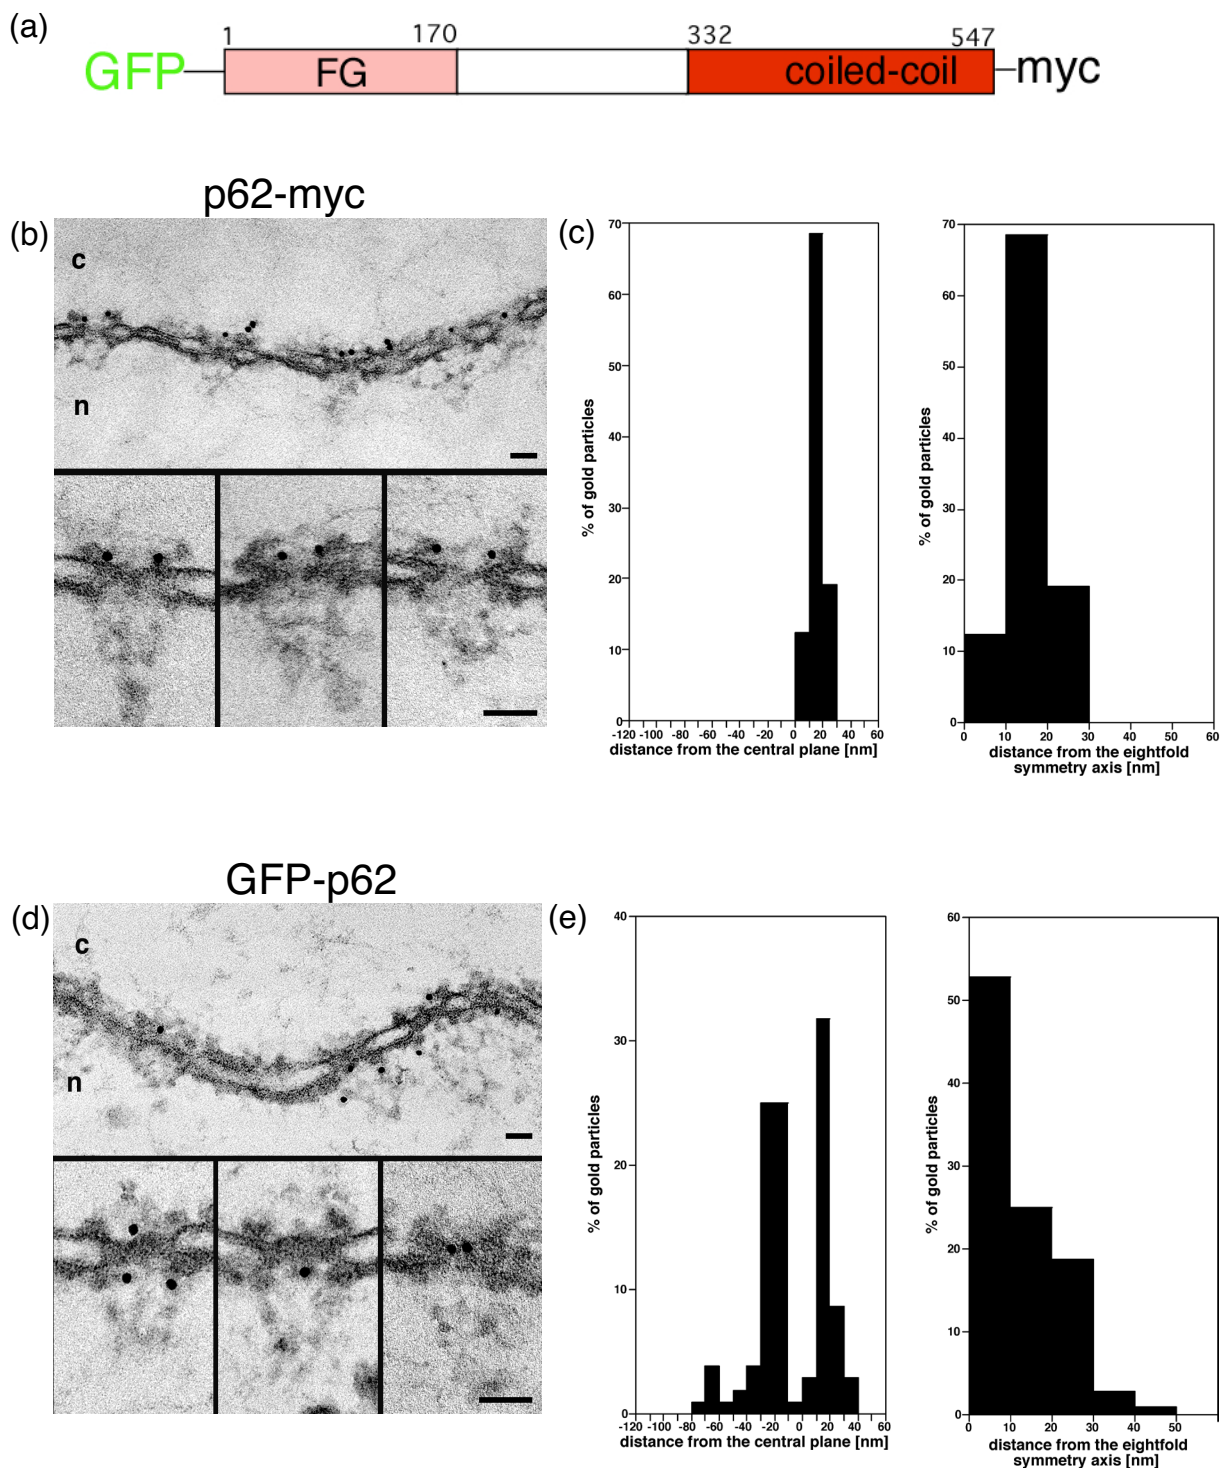 (a)
1 170 332 547
GFP FG coiled-coil myc
p62-myc
(b)
c
n
(c)
70
60
50
40
30
20
10
0
% of gold particles
-120 -100 -80 -60 -40 -20 0 20 40 60
distance from the central plane [nm]
70
60
50
40
30
20
10
0
% of gold particles
0 10 20 30 40 50 60
distance from the eightfold
symmetry axis [nm]
GFP-p62
(d)
c
n
(e)
40
30
20
10
0
% of gold particles
-120 -100 -80 -60 -40 -20 0 20 40 60
distance from the central plane [nm]
60
50
40
30
20
10
0
% of gold particles
0 10 20 30 40 50 60
distance from the eightfold
symmetry axis [nm]